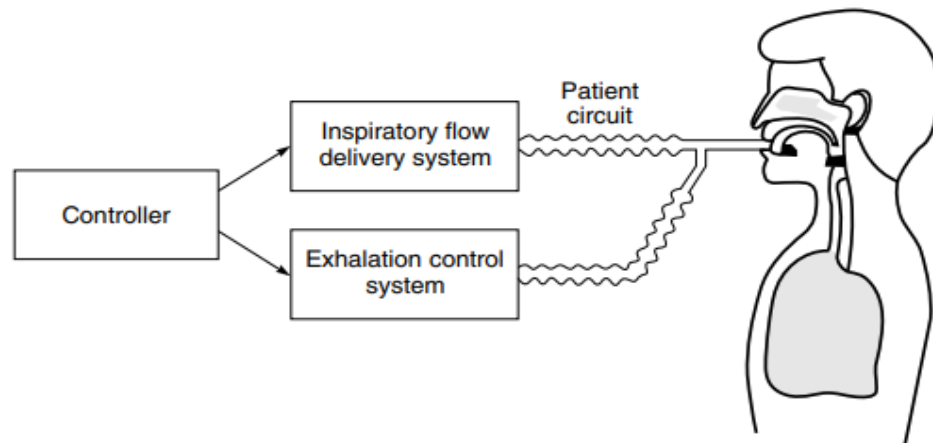 Patient
circuit
Inspiratory flow
delivery system
Controller
Exhalation control
system